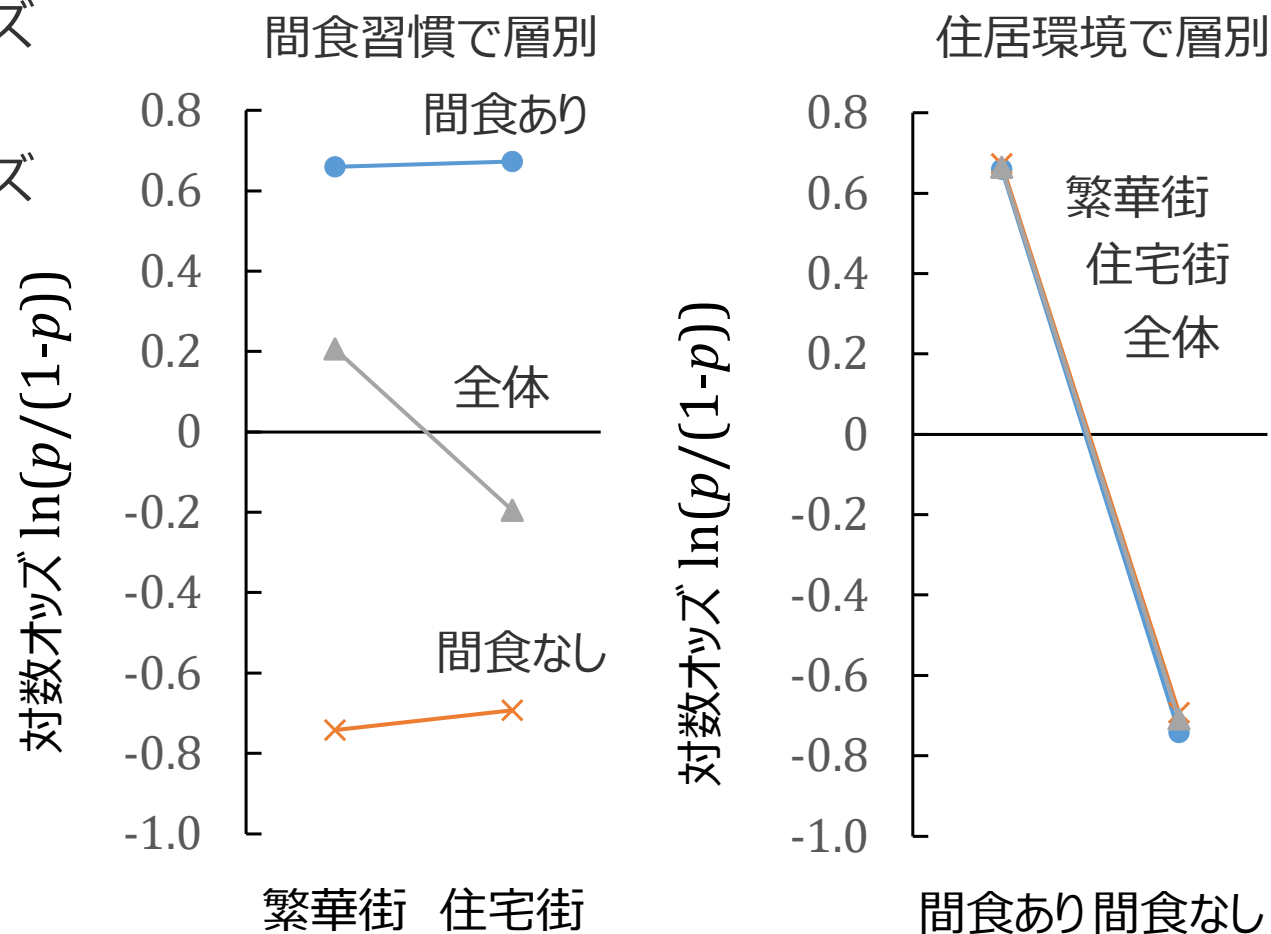 ズ
ズ
間食習慣で層別
0.8
0.6
0.4
0.2
0
-0.2
-0.4
-0.6
-0.8
-1.0
対数オッズ ln(p/(1-p))
間食あり
全体
間食なし
繁華街 住宅街
住居環境で層別
0.8
0.6
0.4
0.2
0
-0.2
-0.4
-0.6
-0.8
-1.0
対数オッズ ln(p/(1-p))
繁華街
住宅街
全体
間食あり 間食なし